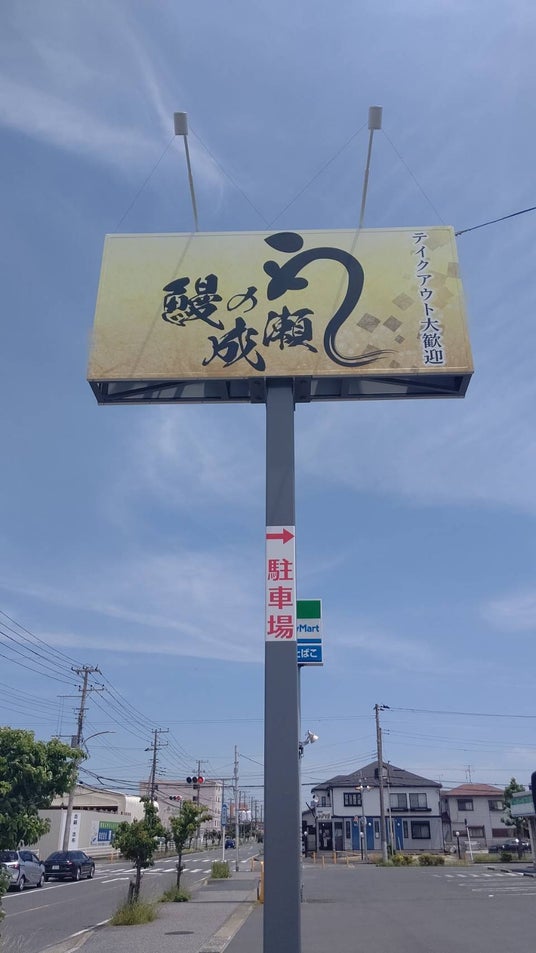 う
鰻の
成瀬
テイクアウト大歓迎
→
駐車場
Mart
たばこ